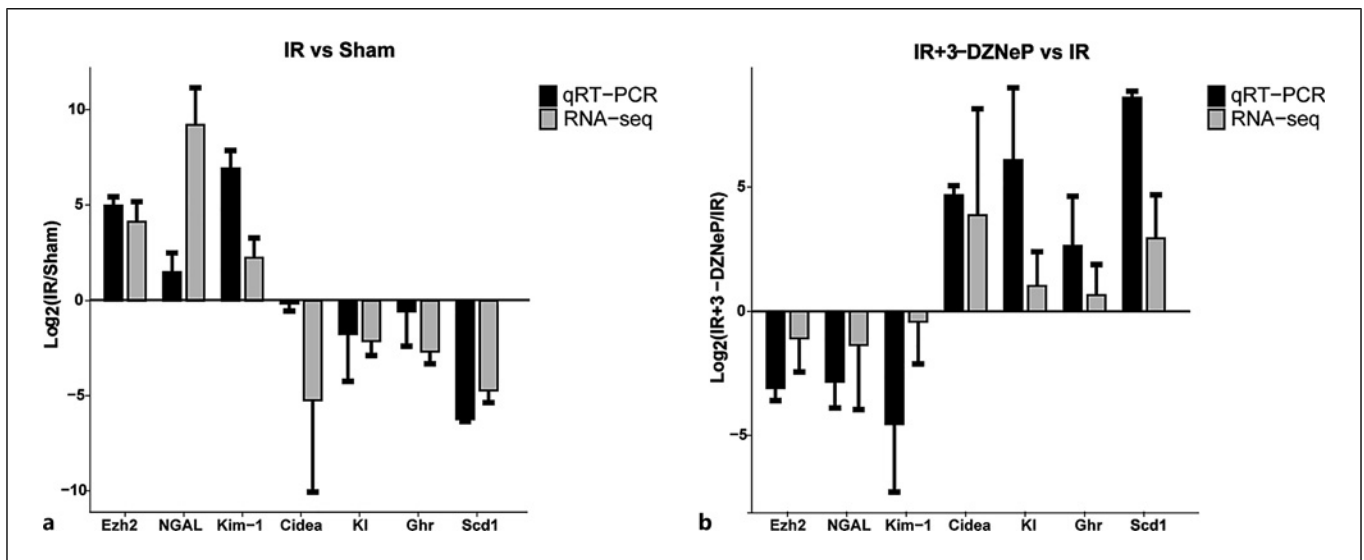 IR vs Sham
qRT−PCR
RNA−seq
Log2(IR/Sham)
10
5
0
−5
−10
Ezh2 NGAL Kim−1 Cidea Kl Ghr Scd1
a
IR+3−DZNeP vs IR
qRT−PCR
RNA−seq
Log2(IR+3−DZNeP/IR)
5
0
−5
Ezh2 NGAL Kim−1 Cidea Kl Ghr Scd1
b